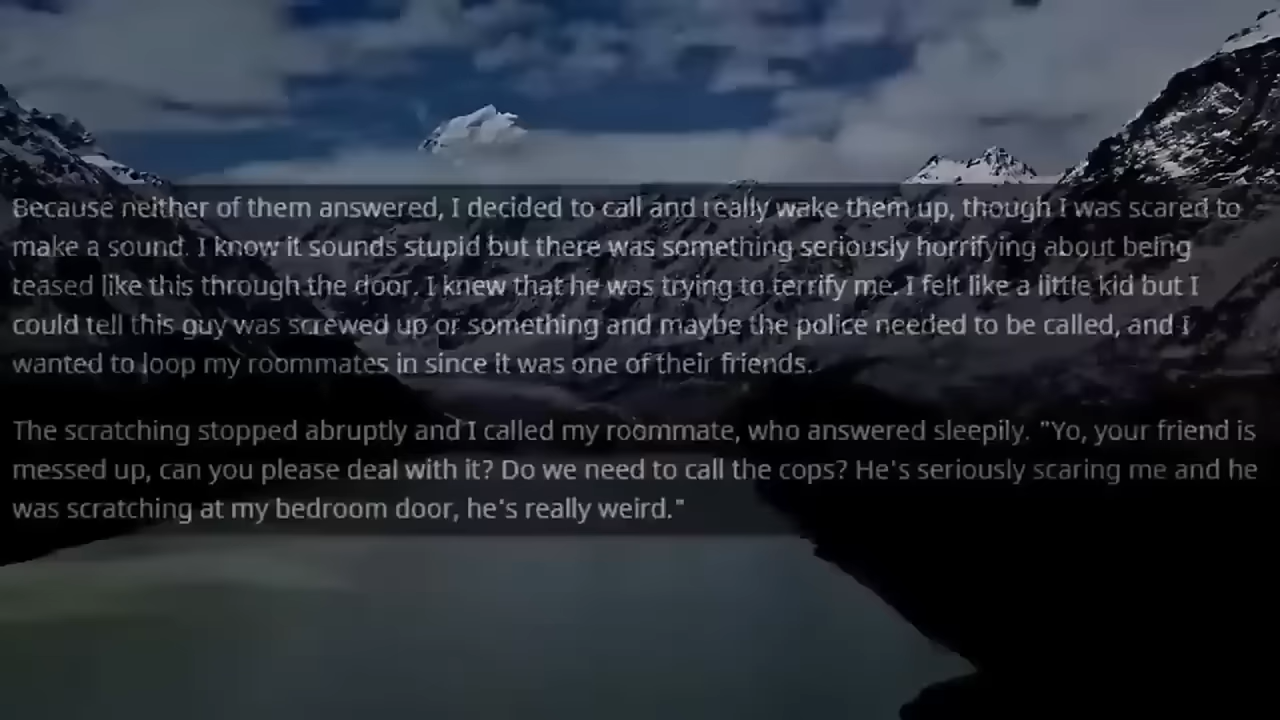 Because neither of them answered, I decided to call and really wake them up, though I was scared to
make a sound. I know it sounds stupid but there was something seriously horrifying about being
teased like this through the door. I knew that he was trying to terrify me. I felt like a little kid but I
could tell this guy was screwed up or something and maybe the police needed to be called, and i
wanted to loop my roommates in since it was one of their friends.
The scratching stopped abruptly and I called my roommate, who answered sleepily. "Yo, your friend is
messed up, can you please deal with it? Do we need to call the cops? He's seriously scaring me and he
was scratching at my bedroom door, he's really weird."